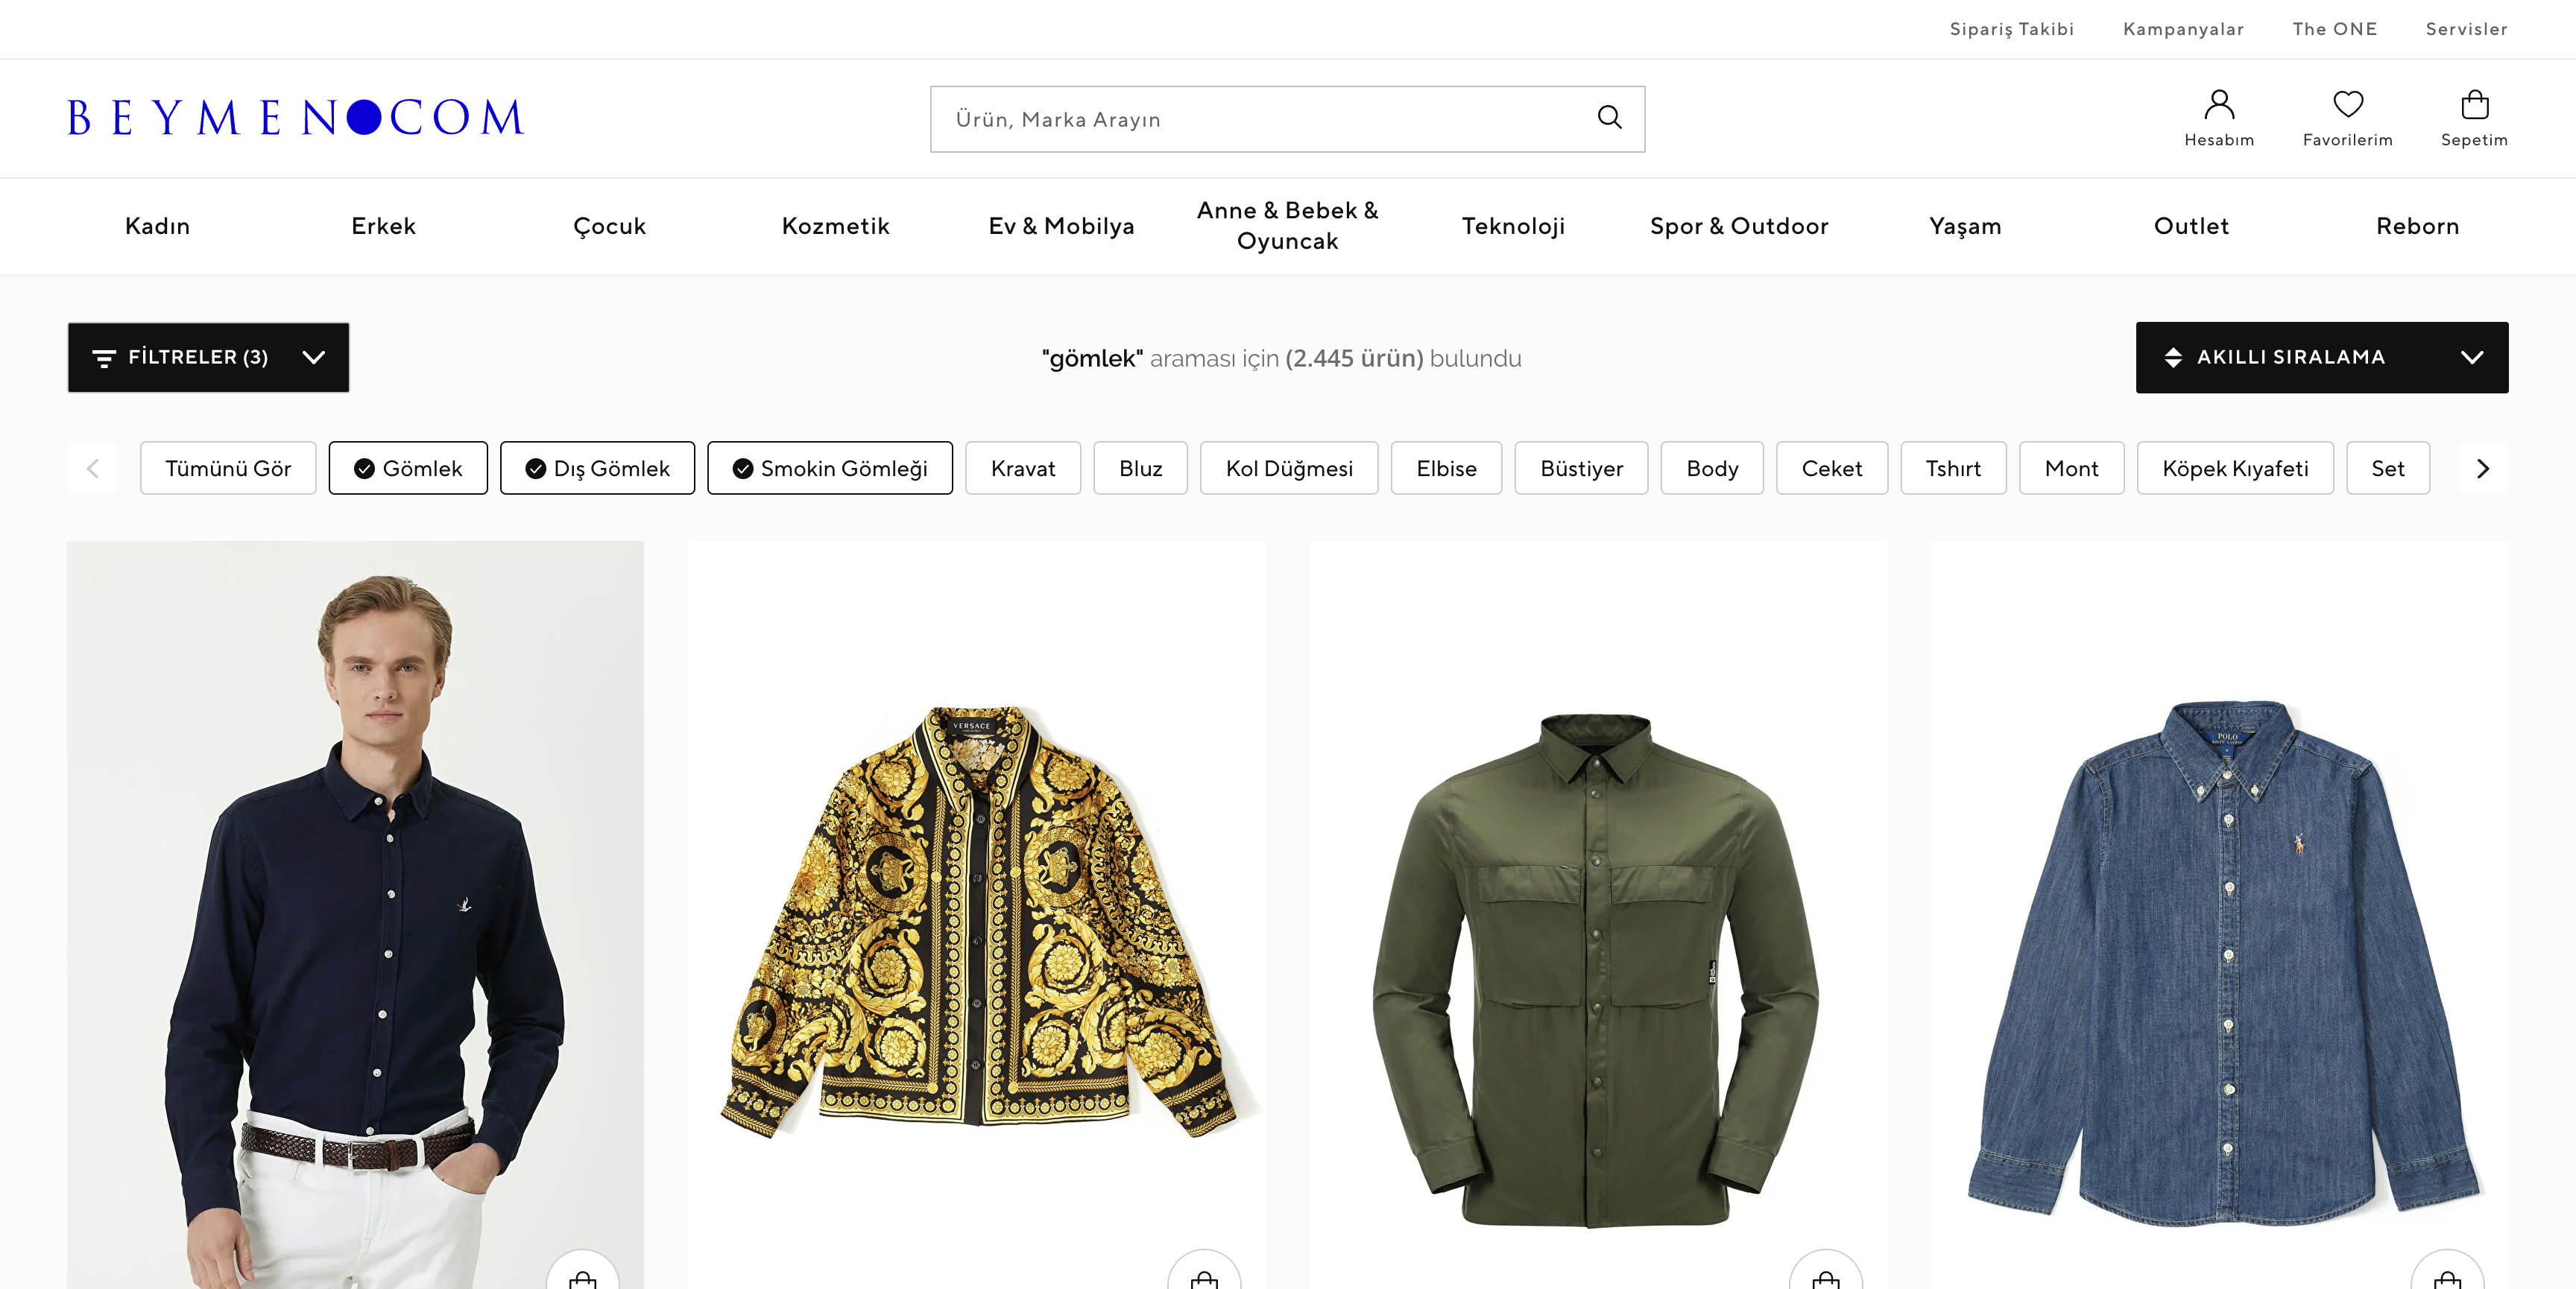 Sipariş Takibi Kampanyalar The ONE Servisler
BEYMEN COM
Ürün, Marka Arayın
Hesabım Favorilerim Sepetim
Kadın Erkek Çocuk Kozmetik Ev & Mobilya Anne & Bebek & Oyuncak Teknoloji Spor & Outdoor Yaşam Outlet Reborn
FİLTRELER (3)
"gömlek" araması için (2.445 ürün) bulundu
AKILLI SIRALAMA
Tümünü Gör Gömlek Dış Gömlek Smokin Gömleği Kravat Bluz Kol Düğmesi Elbise Büstiyer Body Ceket Tshirt Mont Köpek Kıyafeti Set
VERSACE
POLO
RALPH LAUREN